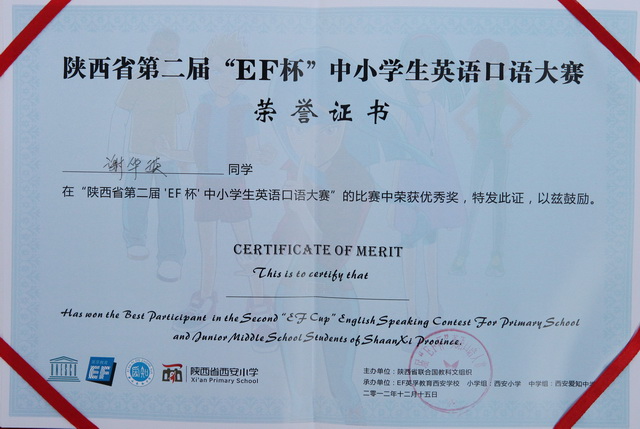 陕西省第二届“EF杯”中小学生英语口语大赛
荣誉证书
谢华 同学
在“陕西省第二届‘EF杯’中小学生英语口语大赛”的比赛中荣获优秀奖，特发此证，以兹鼓励。
CERTIFICATE OF MERIT
This is to certify that
Has won the Best Participant in the Second “EF Cup” English Speaking Contest For Primary School
and Junior Middle School Students of ShaanXi Province.
EF
陕西省西安小学
Xi'an Primary School
主办单位：陕西省联合国教科文组织
承办单位：EF英孚教育西安学校 小学组：西安小学 中学组：西安爱知中
二〇一二年十二月十五日